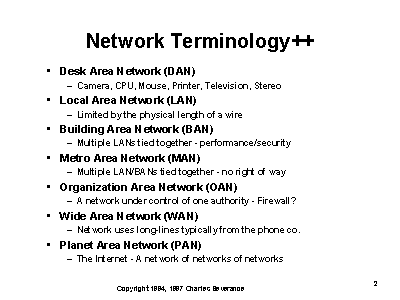 Network Terminology++
• Desk Area Network (DAN)
– Camera, CPU, Mouse, Printer, Television, Stereo
• Local Area Network (LAN)
– Limited by the physical length of a wire
• Building Area Network (BAN)
– Multiple LANs tied together - performance/security
• Metro Area Network (MAN)
– Multiple LAN/BANs tied together - no right of way
• Organization Area Network (OAN)
– A network under control of one authority - Firewall?
• Wide Area Network (WAN)
– Network uses long-lines typically from the phone co.
• Planet Area Network (PAN)
– The Internet - A network of networks of networks
Copyright 1994, 1997 Charles Severance
2